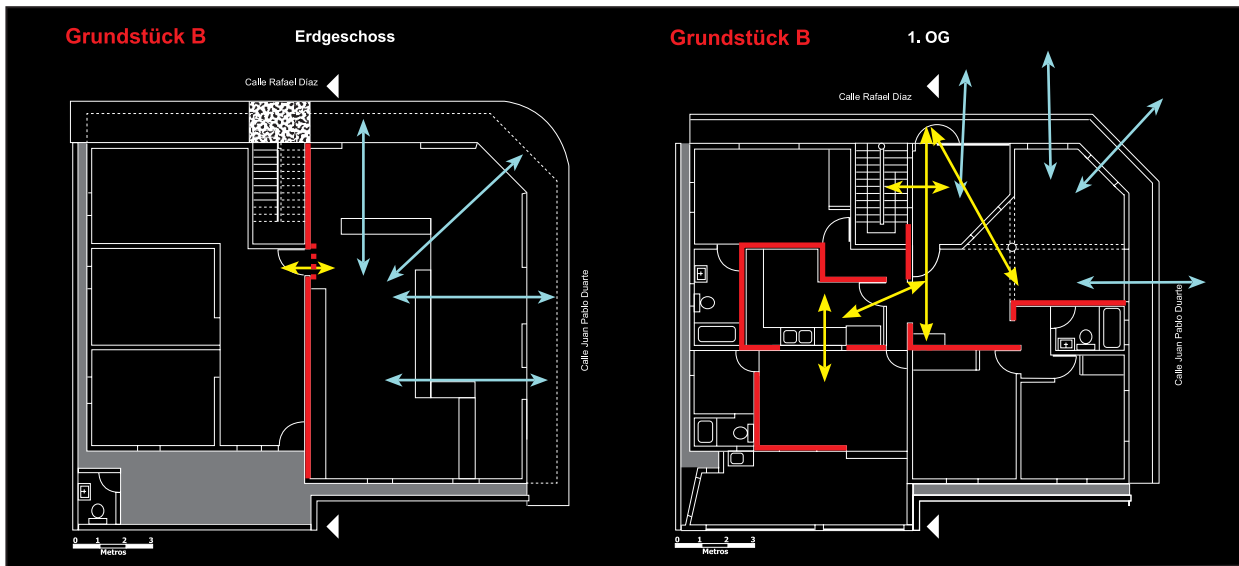 Grundstück B
Erdgeschoss
Calle Rafael Díaz
Calle Juan Pablo Duarte
0 1 2 3
Metros
Grundstück B
1. OG
Calle Rafael Díaz
Calle Juan Pablo Duarte
0 1 2 3
Metros